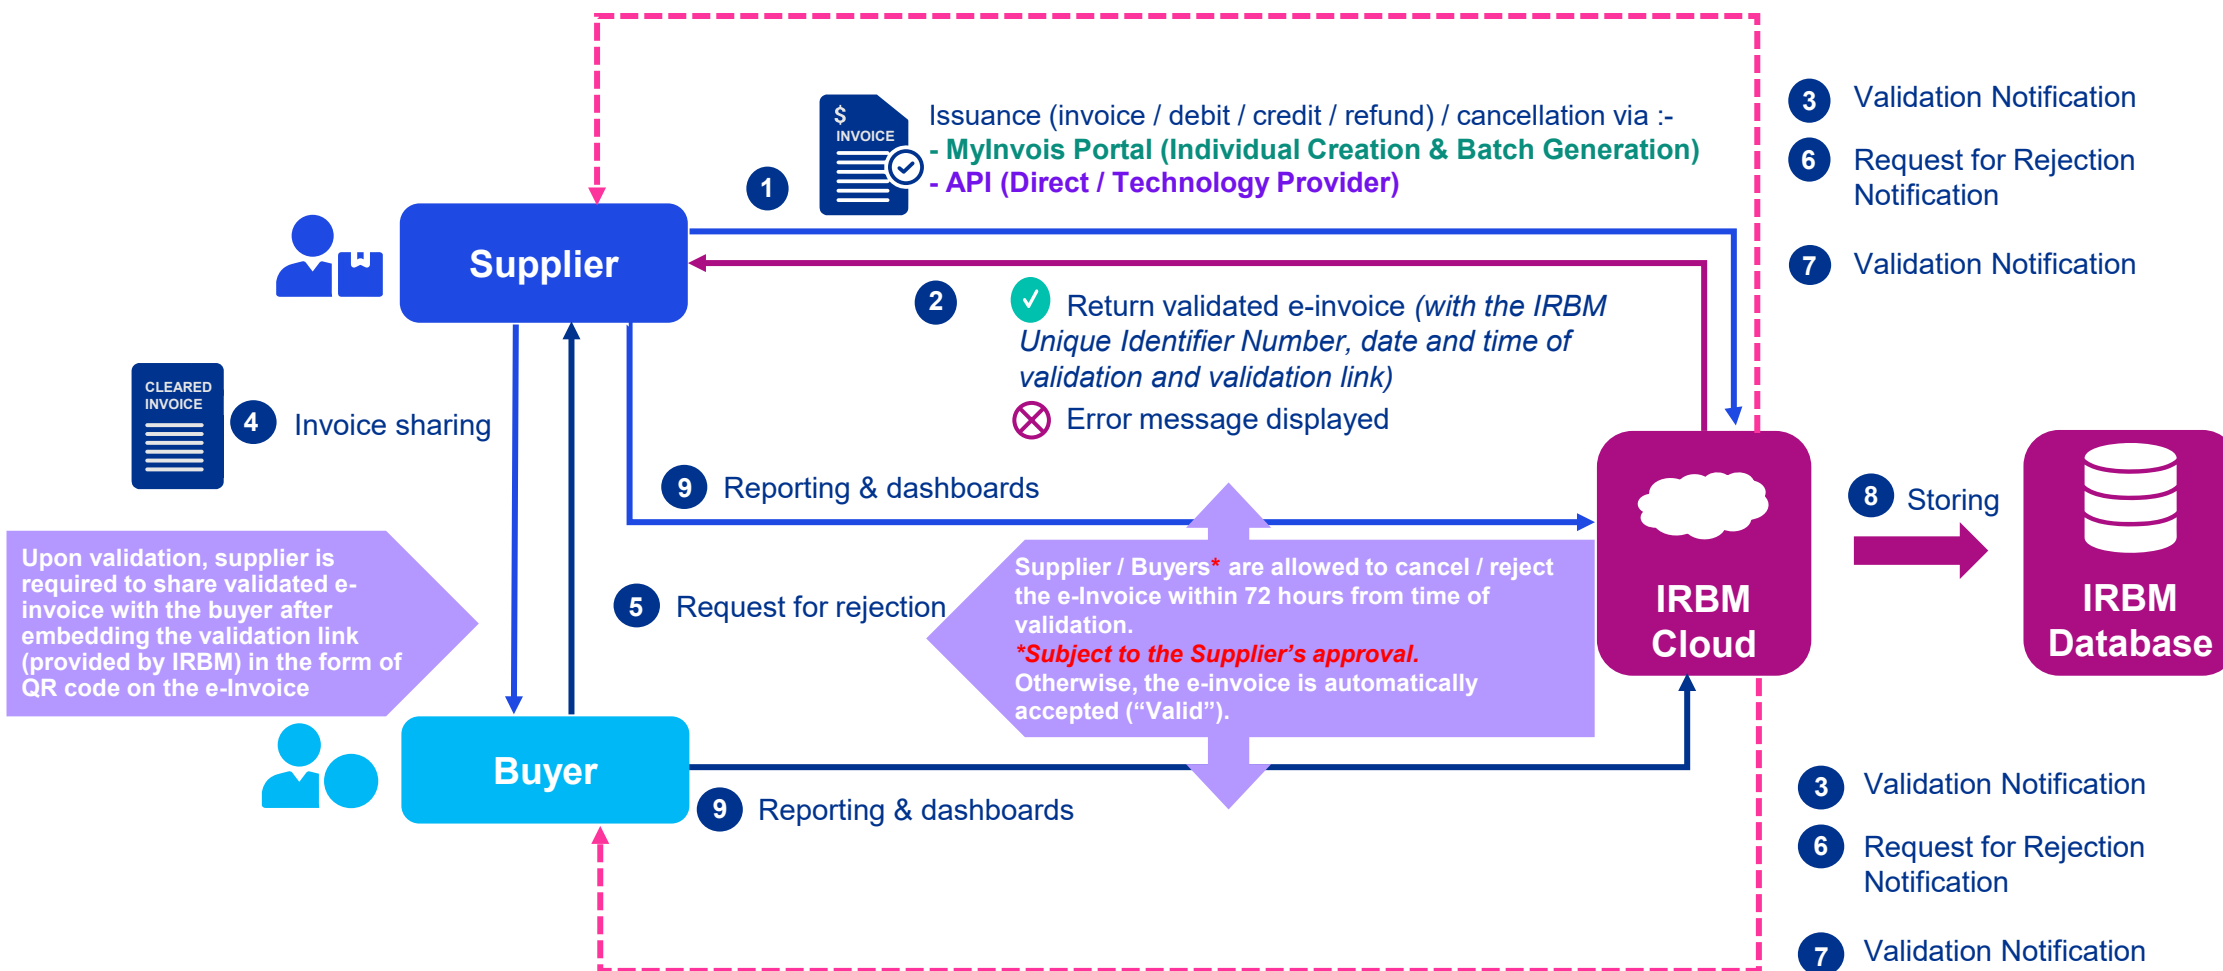 3 Validation Notification
$
INVOICE
Issuance (invoice / debit / credit / refund) / cancellation via :-
- MyInvois Portal (Individual Creation & Batch Generation)
- API (Direct / Technology Provider)
1
6 Request for Rejection
Notification
7 Validation Notification
Supplier
2 Return validated e-invoice (with the IRBM
Unique Identifier Number, date and time of
validation and validation link)
Error message displayed
CLEARED
INVOICE
4 Invoice sharing
9 Reporting & dashboards
8 Storing
Upon validation, supplier is
required to share validated e-
invoice with the buyer after
embedding the validation link
(provided by IRBM) in the form of
QR code on the e-Invoice
5 Request for rejection
Supplier / Buyers* are allowed to cancel / reject
the e-Invoice within 72 hours from time of
validation.
*Subject to the Supplier’s approval.
Otherwise, the e-invoice is automatically
accepted (“Valid”).
IRBM
Cloud
IRBM
Database
Buyer
9 Reporting & dashboards
3 Validation Notification
6 Request for Rejection
Notification
7 Validation Notification